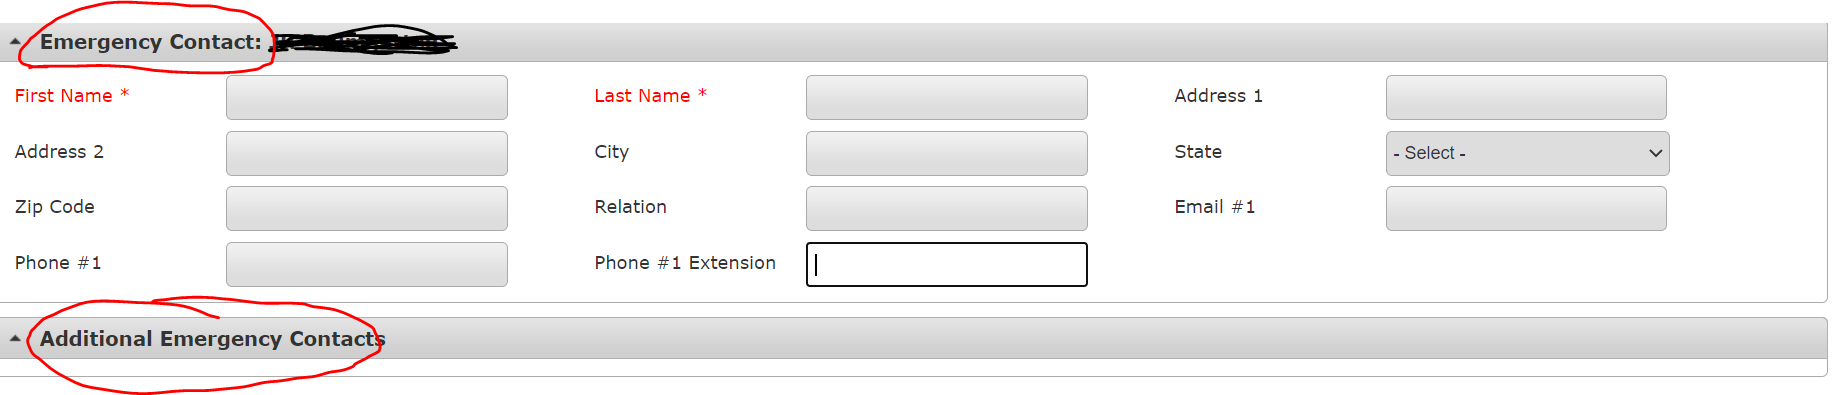 Emergency Contact:
First Name * Last Name * Address 1
Address 2 City State - Select -
Zip Code Relation Email #1
Phone #1 Phone #1 Extension
Additional Emergency Contacts